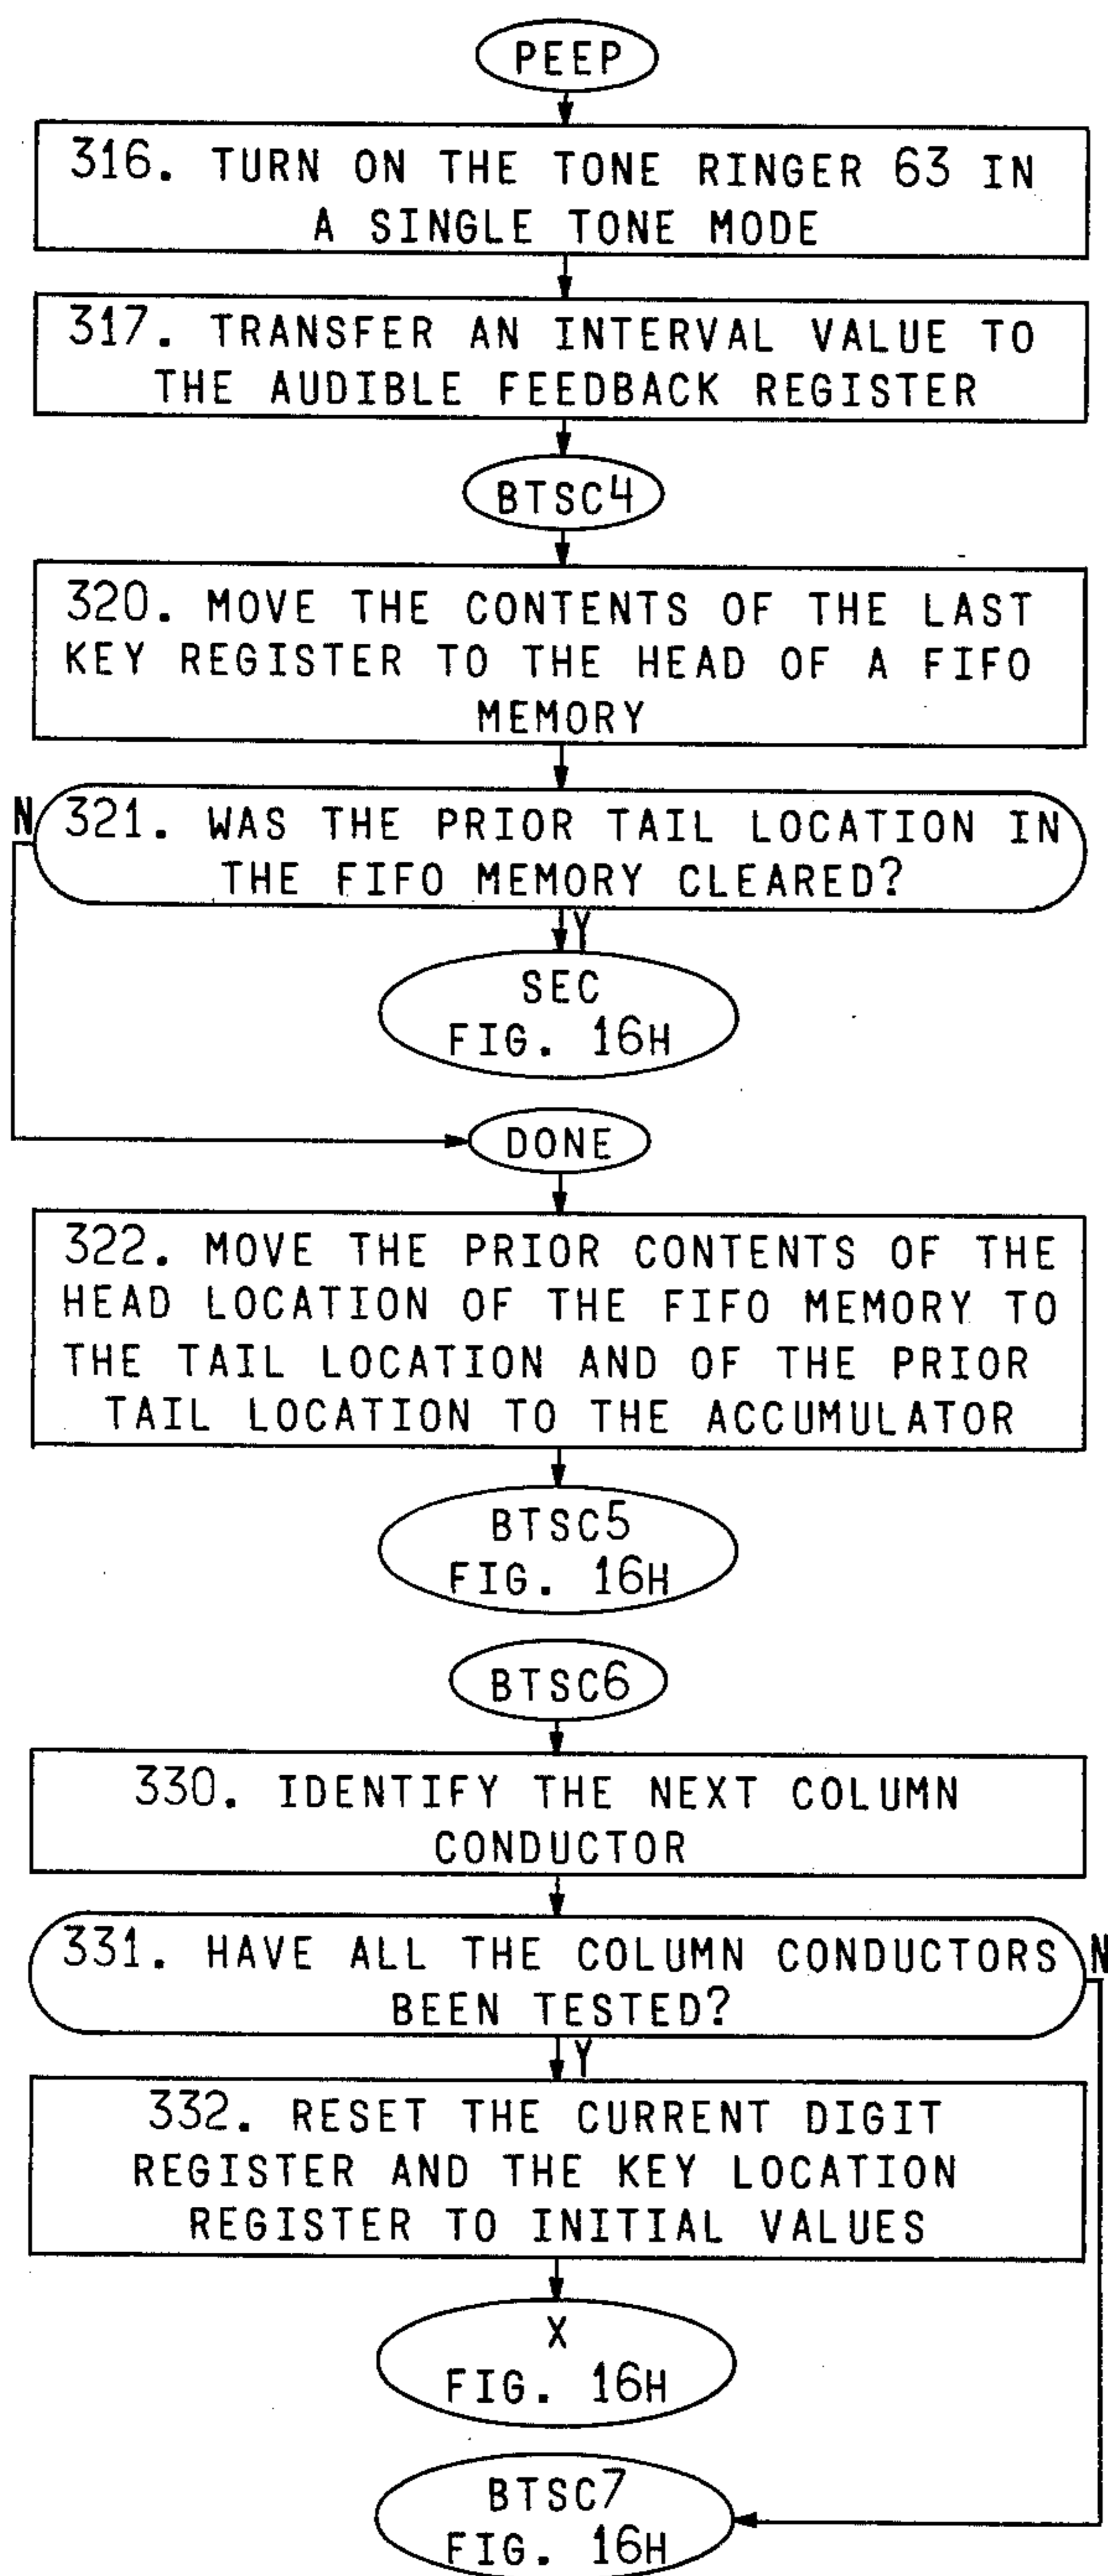 PEEP
316. TURN ON THE TONE RINGER 63 IN
A SINGLE TONE MODE
317. TRANSFER AN INTERVAL VALUE TO
THE AUDIBLE FEEDBACK REGISTER
BTSC4
320. MOVE THE CONTENTS OF THE LAST
KEY REGISTER TO THE HEAD OF A FIFO
MEMORY
N
321. WAS THE PRIOR TAIL LOCATION IN
THE FIFO MEMORY CLEARED?
Y
SEC
FIG. 16H
DONE
322. MOVE THE PRIOR CONTENTS OF THE
HEAD LOCATION OF THE FIFO MEMORY TO
THE TAIL LOCATION AND OF THE PRIOR
TAIL LOCATION TO THE ACCUMULATOR
BTSC5
FIG. 16H
BTSC6
330. IDENTIFY THE NEXT COLUMN
CONDUCTOR
331. HAVE ALL THE COLUMN CONDUCTORS
N
BEEN TESTED?
Y
332. RESET THE CURRENT DIGIT
REGISTER AND THE KEY LOCATION
REGISTER TO INITIAL VALUES
X
FIG. 16H
BTSC7
FIG. 16H